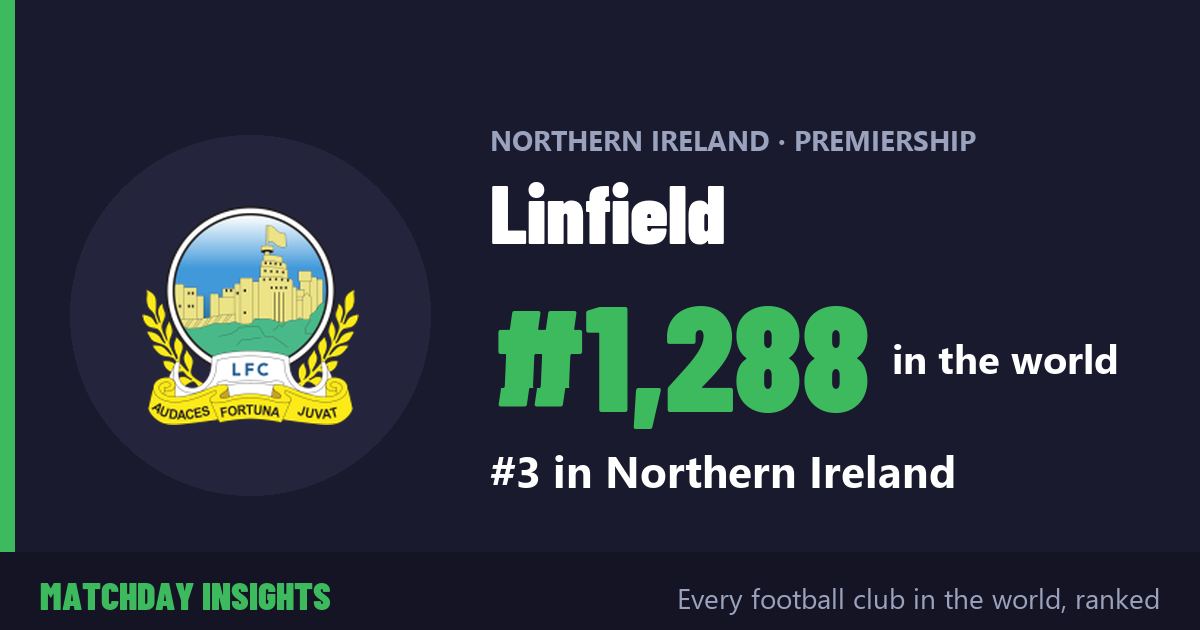 NORTHERN IRELAND · PREMIERSHIP
Linfield
#1,288 in the world
#3 in Northern Ireland
LFC
AUDACES FORTUNA JUVAT
MATCHDAY INSIGHTS
Every football club in the world, ranked